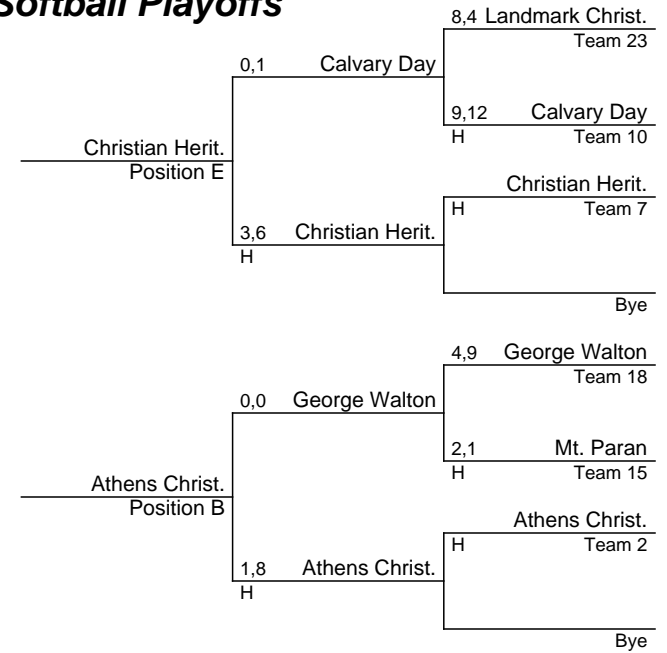 Softball Playoffs
8,4 Landmark Christ.
Team 23
0,1 Calvary Day
9,12 Calvary Day
H Team 10
Christian Herit.
Position E
Christian Herit.
H Team 7
3,6 Christian Herit.
H
Bye
4,9 George Walton
Team 18
0,0 George Walton
2,1 Mt. Paran
H Team 15
Athens Christ.
Position B
Athens Christ.
H Team 2
1,8 Athens Christ.
H
Bye